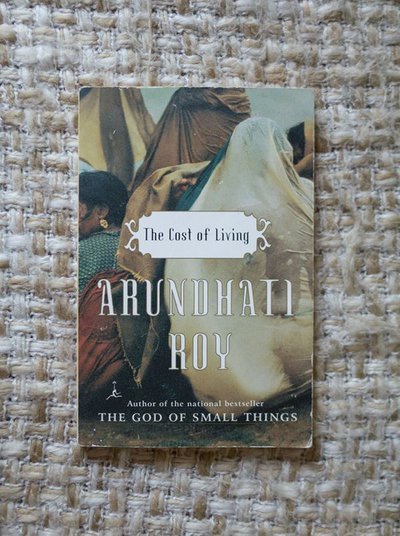 The Cost of Living
ARUNDHATI
ROY
Author of the national bestseller
THE GOD OF SMALL THINGS